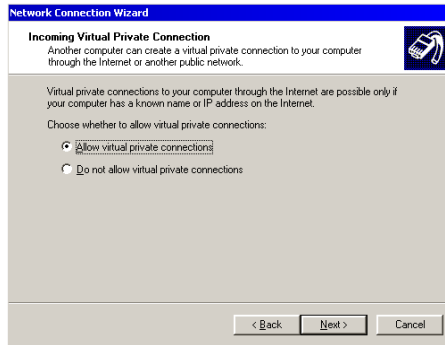 Network Connection Wizard
Incoming Virtual Private Connection
Another computer can create a virtual private connection to your computer
through the Internet or another public network.
Virtual private connections to your computer through the Internet are possible only if
your computer has a known name or IP address on the Internet.
Choose whether to allow virtual private connections:
Allow virtual private connections
Do not allow virtual private connections
< Back
Next >
Cancel